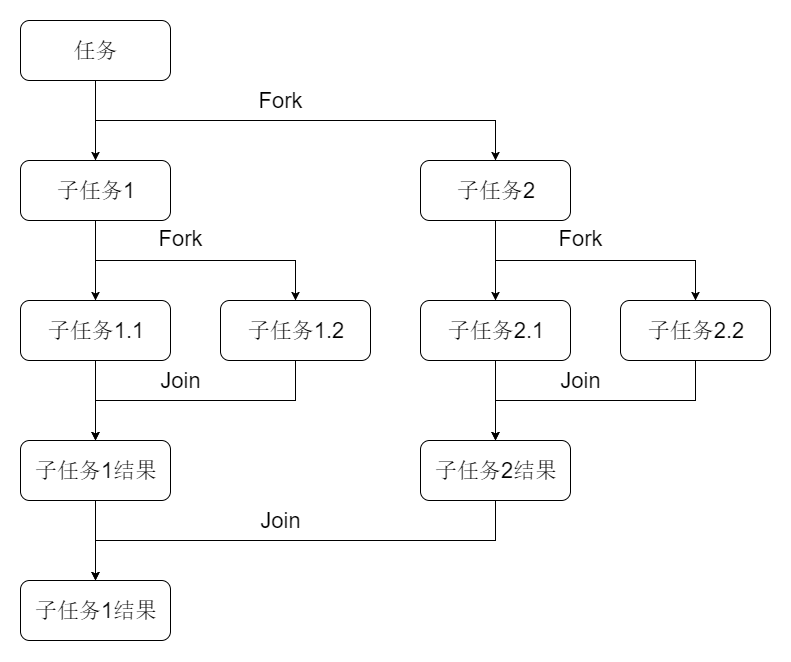 任务
Fork
子任务1
子任务2
Fork
Fork
子任务1.1
子任务1.2
子任务2.1
子任务2.2
Join
Join
子任务1结果
子任务2结果
Join
子任务1结果